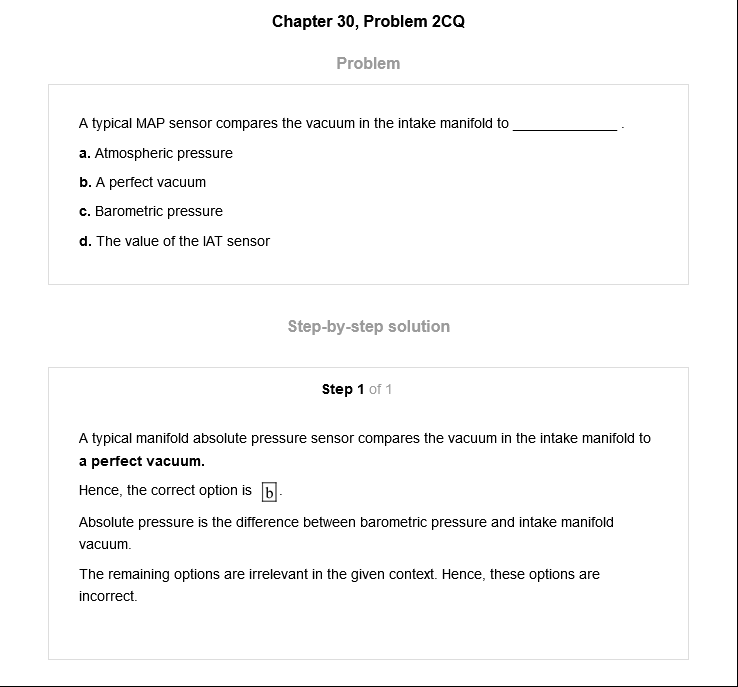 Chapter 30, Problem 2CQ
Problem
A typical MAP sensor compares the vacuum in the intake manifold to ______________ .
a. Atmospheric pressure
b. A perfect vacuum
c. Barometric pressure
d. The value of the IAT sensor
Step-by-step solution
Step 1 of 1
A typical manifold absolute pressure sensor compares the vacuum in the intake manifold to
a perfect vacuum.
Hence, the correct option is b.
Absolute pressure is the difference between barometric pressure and intake manifold
vacuum.
The remaining options are irrelevant in the given context. Hence, these options are
incorrect.